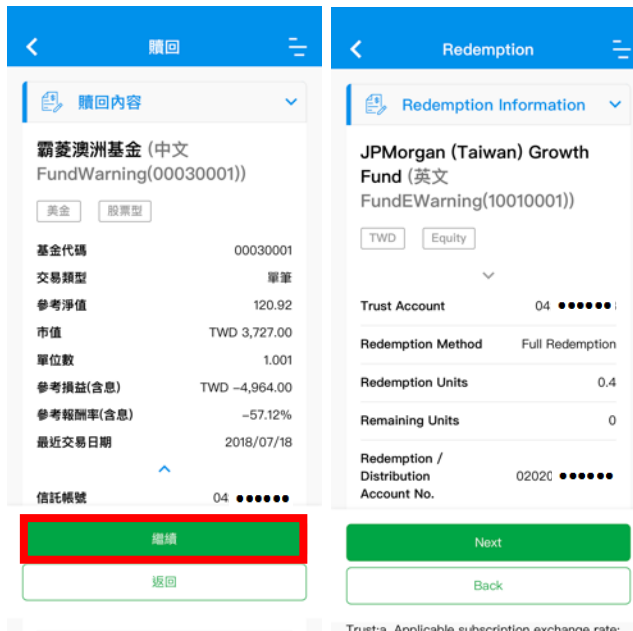 贖回
贖回內容
霸菱澳洲基金 (中文
FundWarning(00030001))
美金 股票型
基金代碼 00030001
交易類型 單筆
參考淨值 120.92
市值 TWD 3,727.00
單位數 1.001
參考損益(含息) TWD -4,964.00
參考報酬率(含息) -57.12%
最近交易日期 2018/07/18
信託帳號 04 ●●●●●●
繼續
返回
Redemption
Redemption Information
JPMorgan (Taiwan) Growth
Fund (英文
FundEWarning(10010001))
TWD Equity
Trust Account 04 ●●●●●●
Redemption Method Full Redemption
Redemption Units 0.4
Remaining Units 0
Redemption /
Distribution
Account No. 02020 ●●●●●●
Next
Back
Trust:a. Applicable subscription exchange rate: